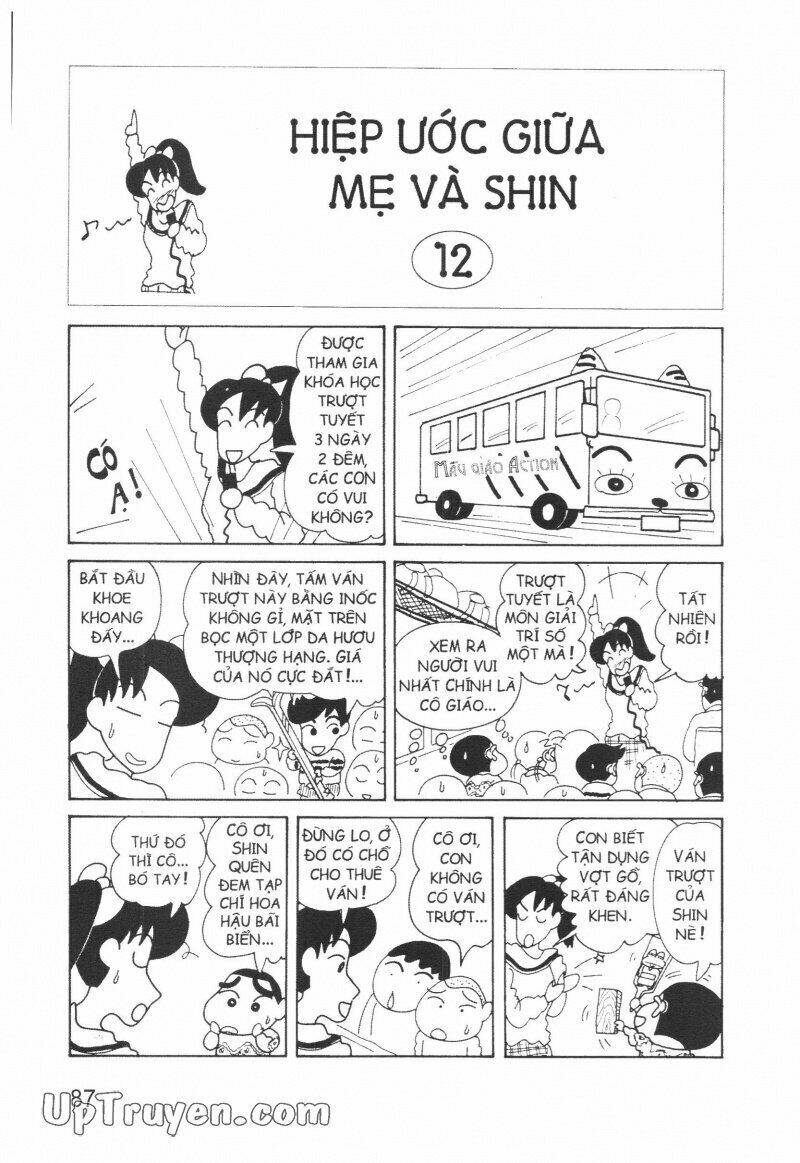 HIỆP ƯỚC GIỮA
MẸ VÀ SHIN
12
MẪU GIÁO ACTION
ĐƯỢC
THAM GIA
KHÓA HỌC
TRƯỢT
TUYẾT
3 NGÀY
2 ĐÊM,
CÁC CON
CÓ VUI
KHÔNG?
CÓ
Ạ!
TẤT
NHIÊN
RỒI!
TRƯỢT
TUYẾT LÀ
MÔN GIẢI
TRÍ SỐ
MỘT MÀ!
XEM RA
NGƯỜI VUI
NHẤT CHÍNH LÀ
CÔ GIÁO...
NHÌN ĐÂY, TẤM VÁN
TRƯỢT NÀY BẰNG INỐC
KHÔNG GỈ, MẶT TRÊN
BỌC MỘT LỚP DA HƯƠU
THƯỢNG HẠNG. GIÁ
CỦA NÓ CỰC ĐẮT!...
BẮT ĐẦU
KHOE
KHOANG
ĐẤY...
VÁN
TRƯỢT
CỦA
SHIN
NÈ!
CON BIẾT
TẬN DỤNG
VỢT GỖ,
RẤT ĐÁNG
KHEN.
CÔ ƠI,
CON
KHÔNG
CÓ VÁN
TRƯỢT...
ĐỪNG LO, Ở
ĐÓ CÓ CHỖ
CHO THUÊ
VÁN!
CÔ ƠI,
SHIN
QUÊN
ĐEM TẠP
CHÍ HOA
HẬU BÃI
BIỂN...
THỨ ĐÓ
THÌ CÔ...
BÓ TAY!
87
UpTruyen.com